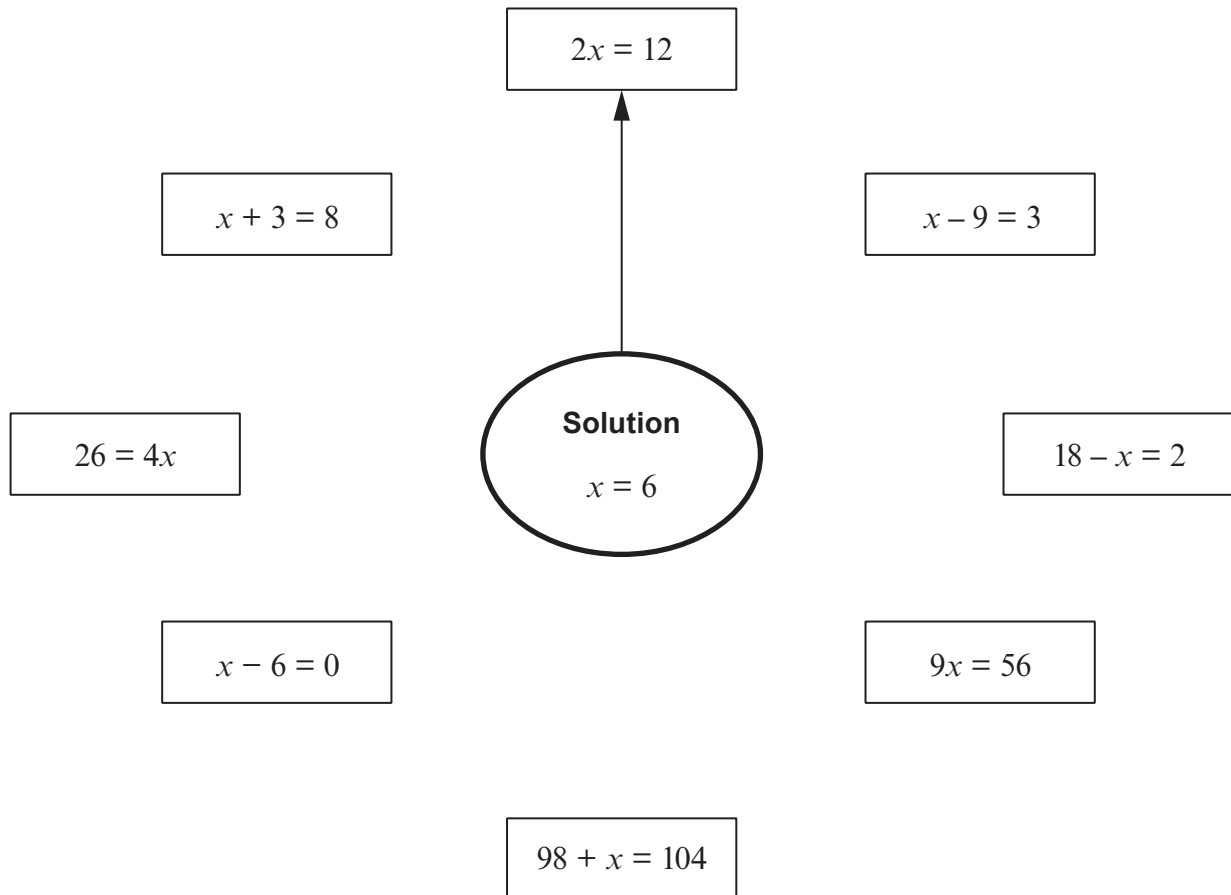 2x = 12
x + 3 = 8
x – 9 = 3
Solution
x = 6
26 = 4x
18 – x = 2
x − 6 = 0
9x = 56
98 + x = 104